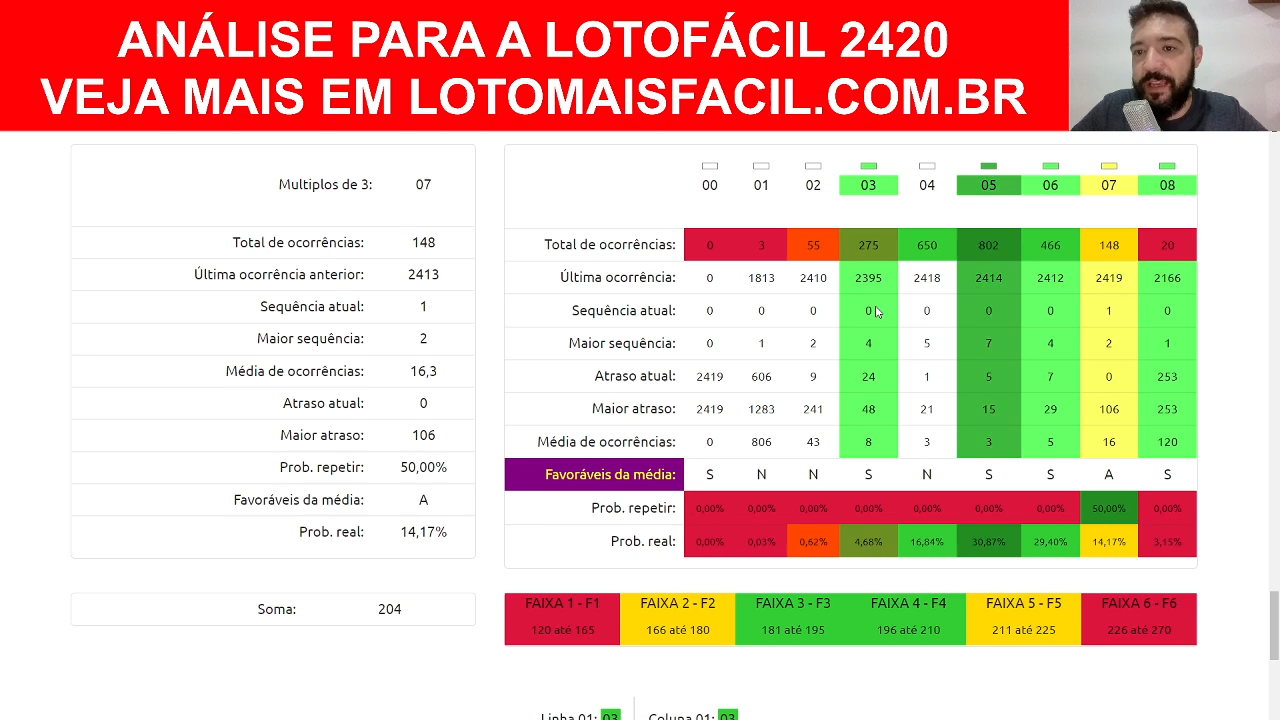 ANÁLISE PARA A LOTOFÁCIL 2420
VEJA MAIS EM LOTOMAISFACIL.COM.BR
Multiplos de 3: 07
Total de ocorrências: 148
Última ocorrência anterior: 2413
Sequência atual: 1
Maior sequência: 2
Média de ocorrências: 16,3
Atraso atual: 0
Maior atraso: 106
Prob. repetir: 50,00%
Favoráveis da média: A
Prob. real: 14,17%
Soma: 204
00 01 02 03 04 05 06 07 08
Total de ocorrências: 0 3 55 275 650 802 466 148 20
Última ocorrência: 0 1813 2410 2395 2418 2414 2412 2419 2166
Sequência atual: 0 0 0 0 0 0 0 1 0
Maior sequência: 0 1 2 4 5 7 4 2 1
Atraso atual: 2419 606 9 24 1 5 7 0 253
Maior atraso: 2419 1283 241 48 21 15 29 106 253
Média de ocorrências: 0 806 43 8 3 3 5 16 120
Favoráveis da média: S N N S N S S A S
Prob. repetir: 0,00% 0,00% 0,00% 0,00% 0,00% 0,00% 0,00% 50,00% 0,00%
Prob. real: 0,00% 0,03% 0,62% 4,68% 16,84% 30,87% 29,40% 14,17% 3,15%
FAIXA 1 - F1 FAIXA 2 - F2 FAIXA 3 - F3 FAIXA 4 - F4 FAIXA 5 - F5 FAIXA 6 - F6
120 até 165 166 até 180 181 até 195 196 até 210 211 até 225 226 até 270
Linha 01: 03 Coluna 01: 03